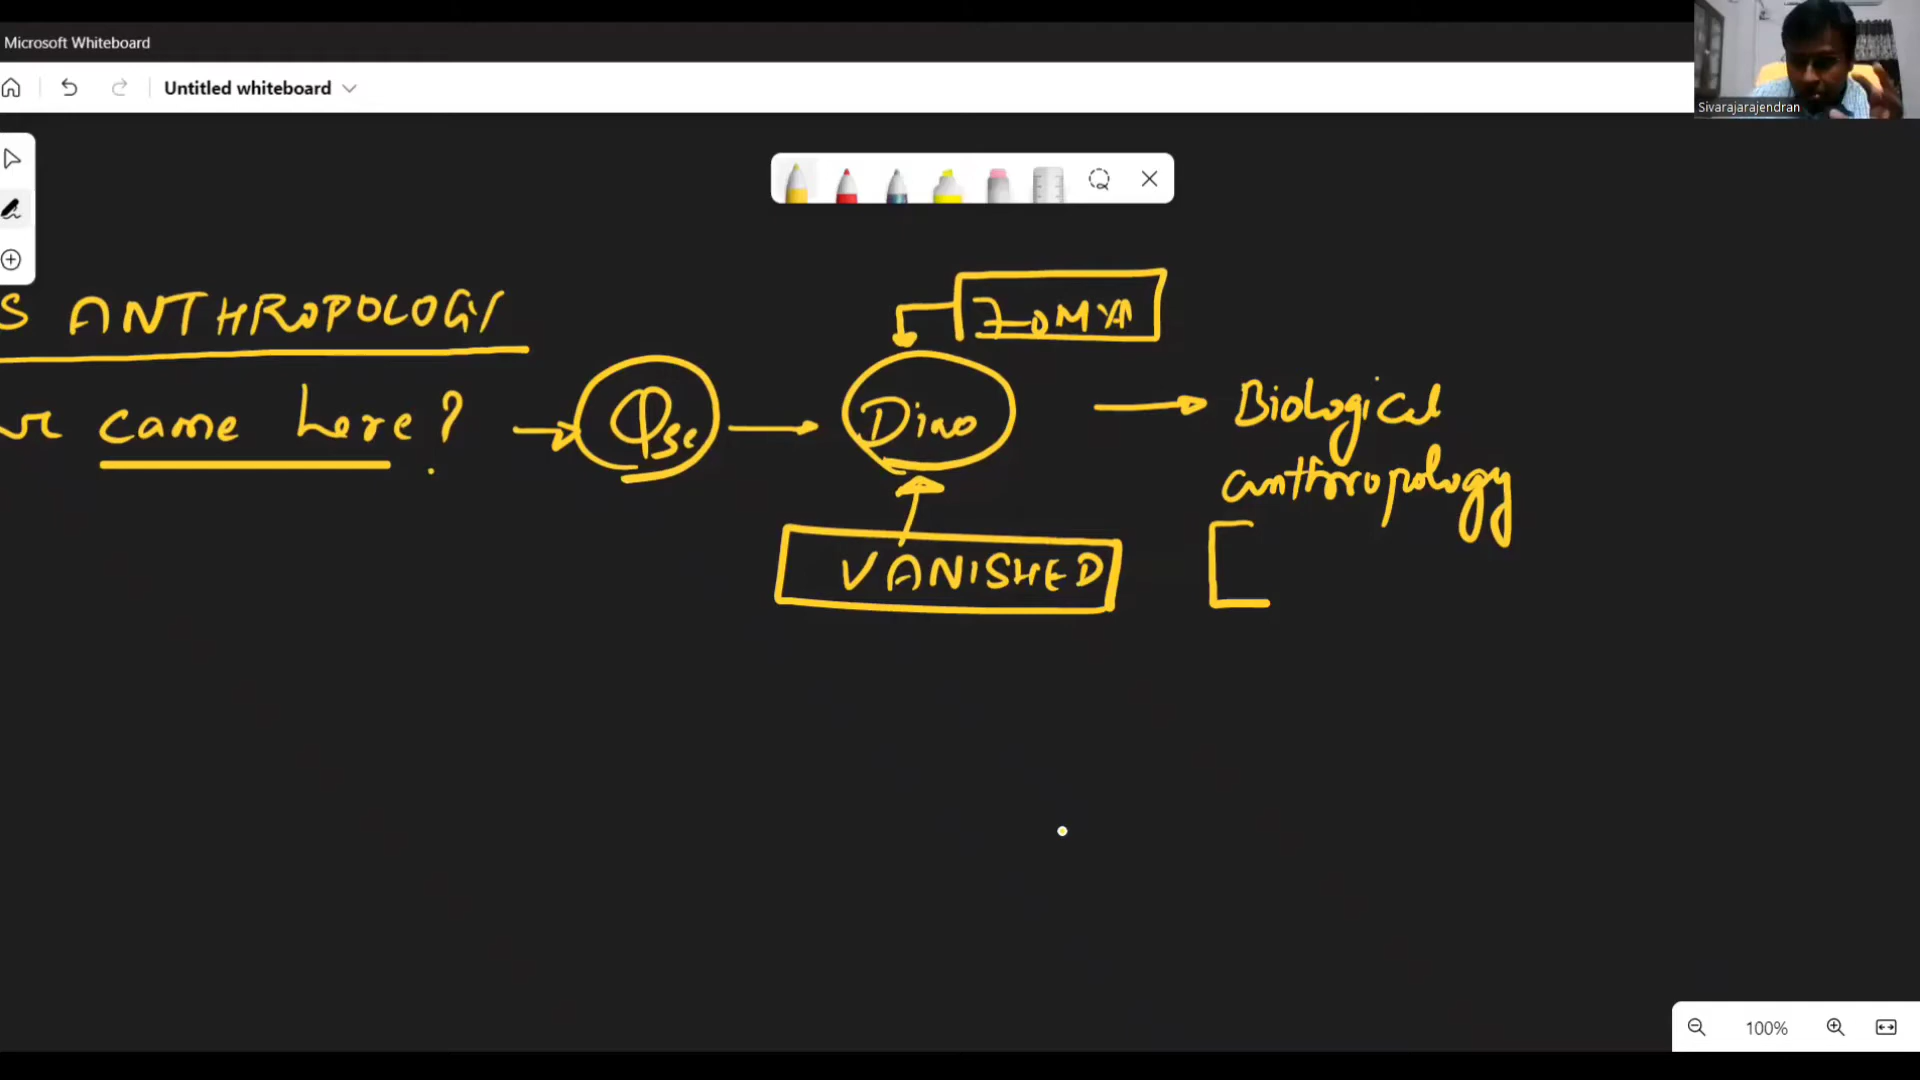 Microsoft Whiteboard
Untitled whiteboard
Sivarajarajendran
S ANTHROPOLOGY
came here?
Dino
VANISHED
Biological
anthropology
100%